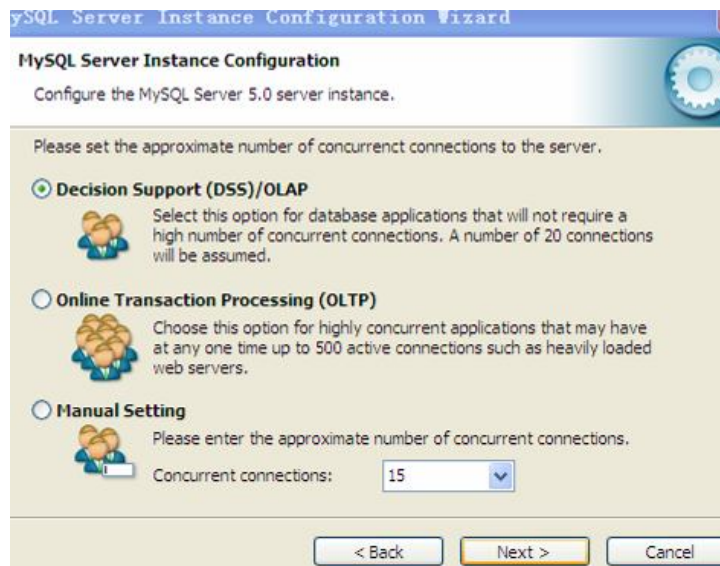 ySQL Server Instance Configuration Wizard
MySQL Server Instance Configuration
Configure the MySQL Server 5.0 server instance.
Please set the approximate number of concurrenct connections to the server.
Decision Support (DSS)/OLAP
Select this option for database applications that will not require a
high number of concurrent connections. A number of 20 connections
will be assumed.
Online Transaction Processing (OLTP)
Choose this option for highly concurrent applications that may have
at any one time up to 500 active connections such as heavily loaded
web servers.
Manual Setting
Please enter the approximate number of concurrent connections.
Concurrent connections: 15
< Back Next > Cancel